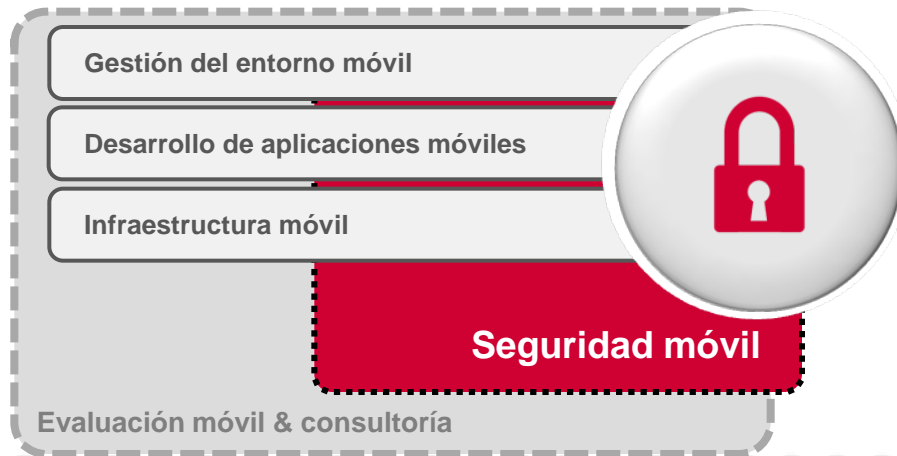 Gestión del entorno móvil
Desarrollo de aplicaciones móviles
Infraestructura móvil
Seguridad móvil
Evaluación móvil & consultoría